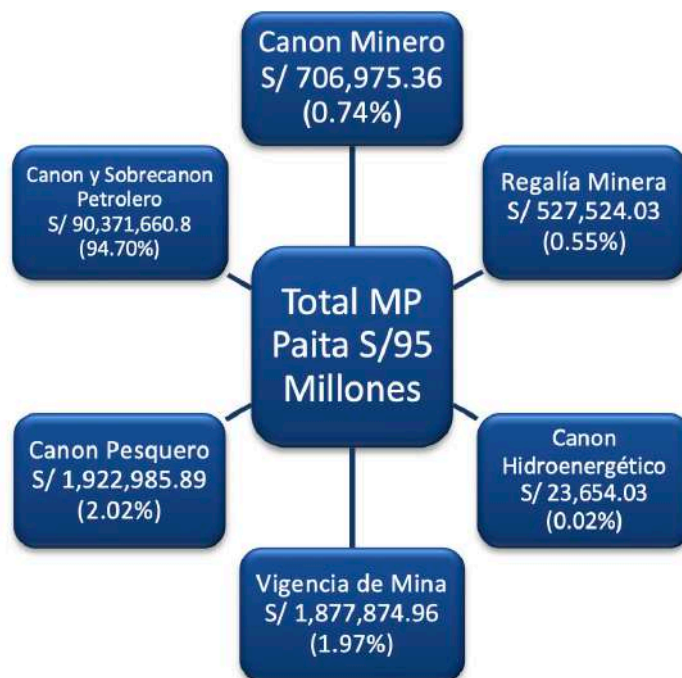 Canon Minero
S/ 706,975.36
(0.74%)
Canon y Sobrecanon
Petrolero
S/ 90,371,660.8
(94.70%)
Regalía Minera
S/ 527,524.03
(0.55%)
Total MP
Paita S/95
Millones
Canon Pesquero
S/ 1,922,985.89
(2.02%)
Canon
Hidroenergético
S/ 23,654.03
(0.02%)
Vigencia de Mina
S/ 1,877,874.96
(1.97%)